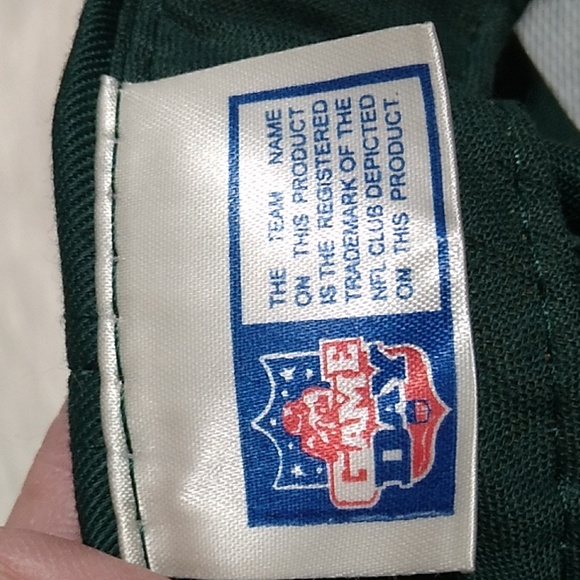 THE TEAM NAME
ON THIS PRODUCT
IS THE REGISTERED
TRADEMARK OF THE
NFL CLUB DEPICTED
ON THIS PRODUCT.
GAME
DAY